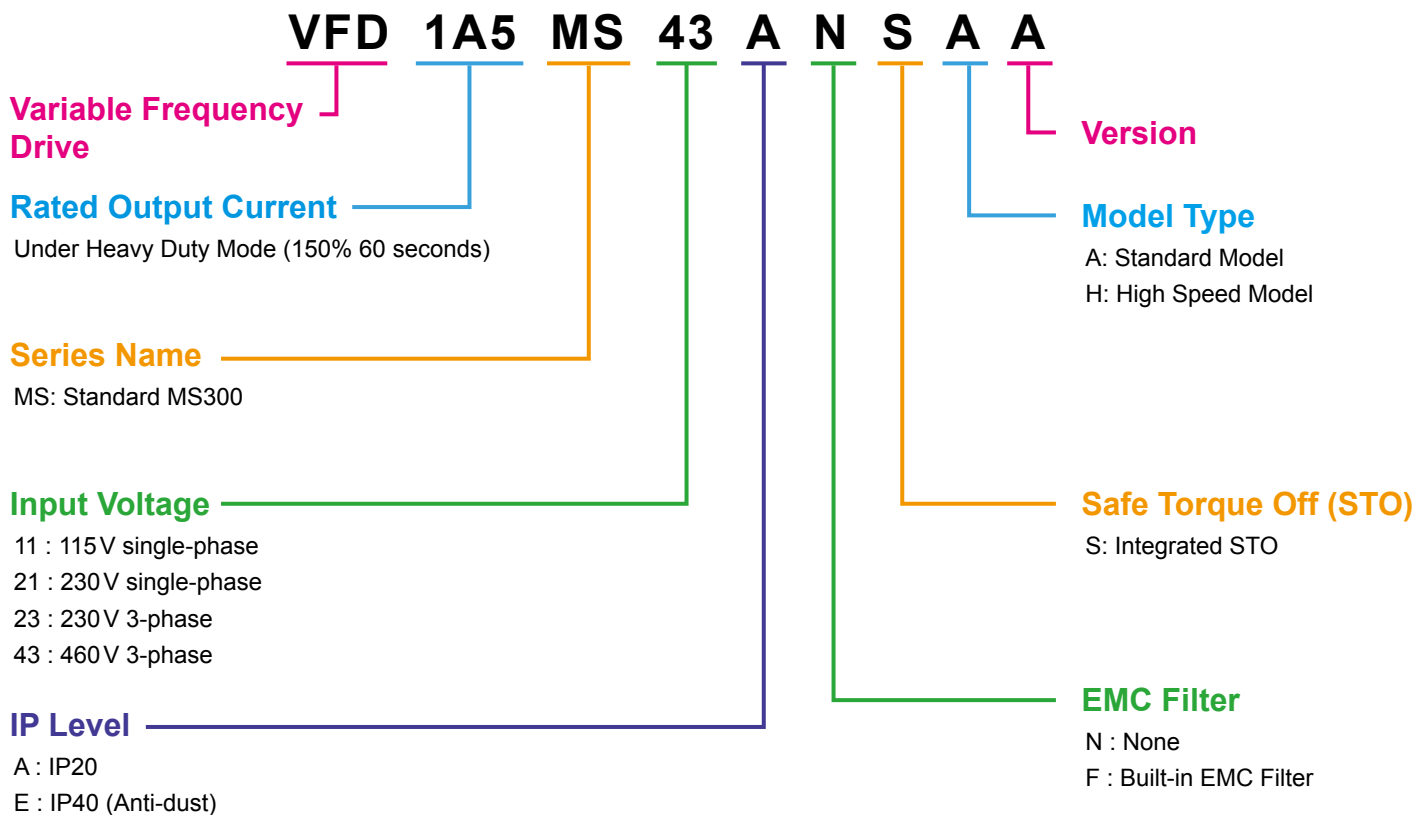 VFD 1A5 MS 43 A N S A A
Variable Frequency
Drive
Rated Output Current
Under Heavy Duty Mode (150% 60 seconds)
Series Name
MS: Standard MS300
Input Voltage
11 : 115V single-phase
21 : 230V single-phase
23 : 230V 3-phase
43 : 460V 3-phase
IP Level
A : IP20
E : IP40 (Anti-dust)
Version
Model Type
A: Standard Model
H: High Speed Model
Safe Torque Off (STO)
S: Integrated STO
EMC Filter
N : None
F : Built-in EMC Filter